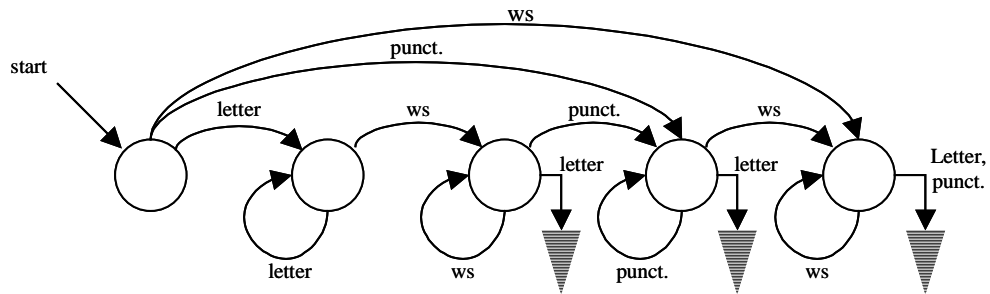 ws
punct.
start
letter
ws
punct.
ws
letter
letter
Letter,
punct.
letter
ws
punct.
ws